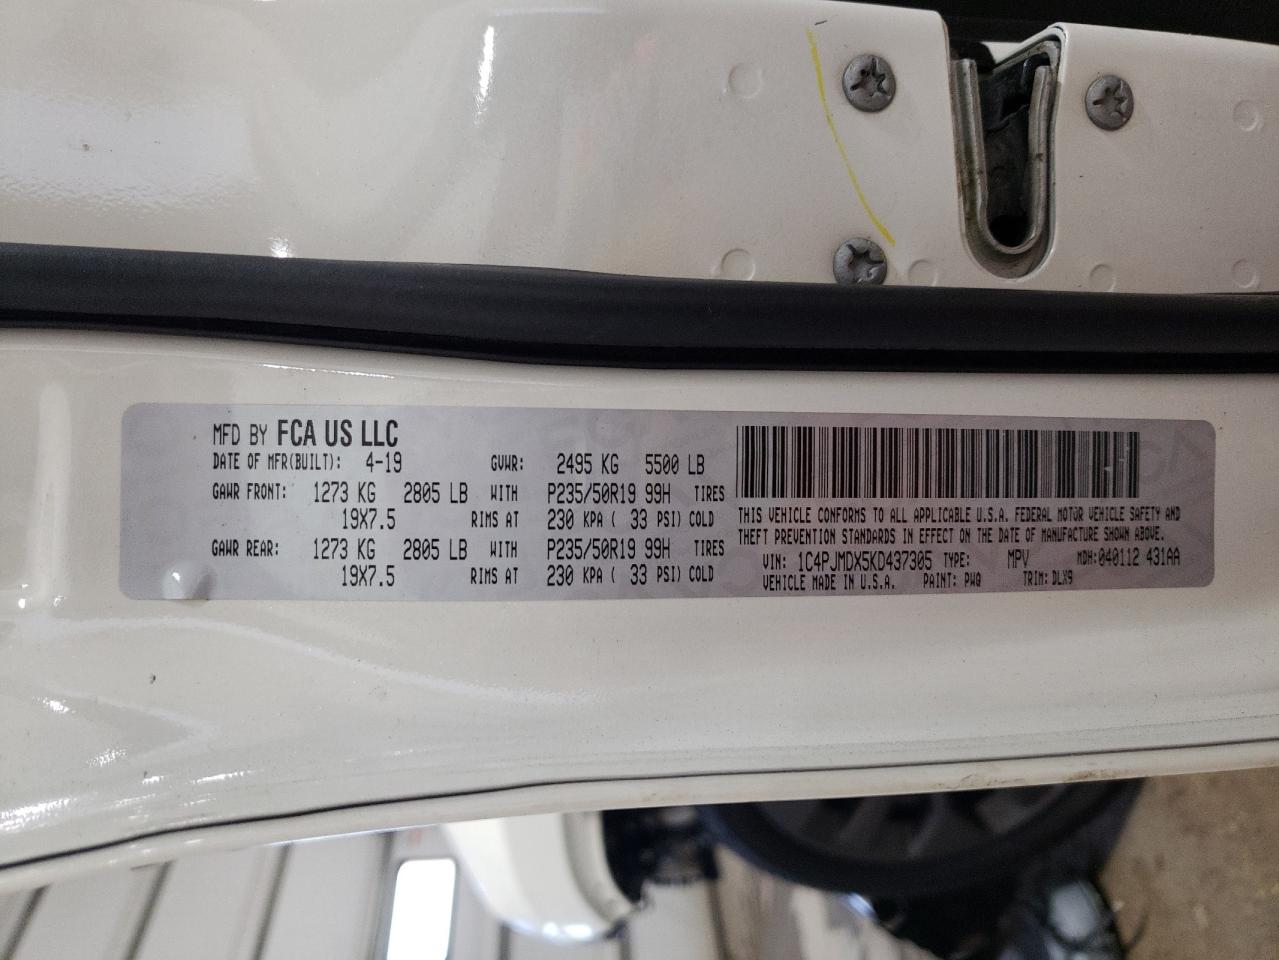 MFD BY FCA US LLC
DATE OF MFR(BUILT): 4-19 GVWR: 2495 KG 5500 LB
GAWR FRONT: 1273 KG 2805 LB WITH P235/50R19 99H TIRES
19X7.5 RIMS AT 230 KPA ( 33 PSI) COLD
GAWR REAR: 1273 KG 2805 LB WITH P235/50R19 99H TIRES
19X7.5 RIMS AT 230 KPA ( 33 PSI) COLD
THIS VEHICLE CONFORMS TO ALL APPLICABLE U.S.A. FEDERAL MOTOR VEHICLE SAFETY AND
THEFT PREVENTION STANDARDS IN EFFECT ON THE DATE OF MANUFACTURE SHOWN ABOVE.
VIN: 1C4PJMDX5KD437305 TYPE: MPV MDH:040112 431AA
VEHICLE MADE IN U.S.A. PAINT: PWQ TRIM: DLX9